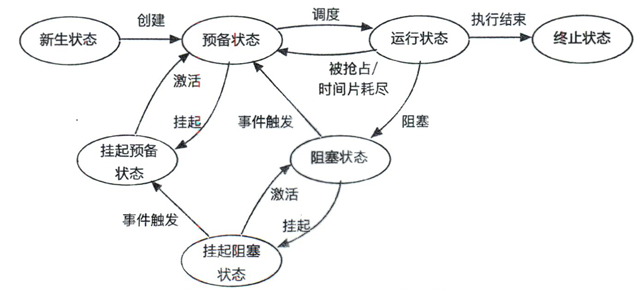 新生状态
创建
预备状态
调度
运行状态
执行结束
终止状态
被抢占/
时间片耗尽
激活
挂起
事件触发
阻塞
挂起预备
状态
阻塞状态
事件触发
激活
挂起
挂起阻塞
状态